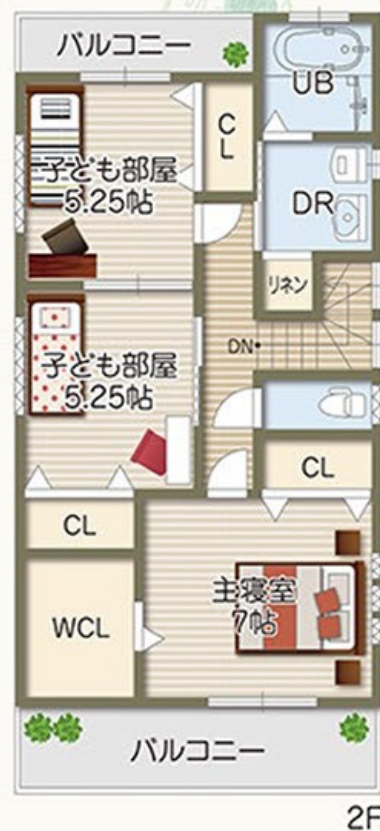 バルコニー
UB
CL
子ども部屋
5.25帖
DR
リネン
DN
子ども部屋
5.25帖
CL
CL
主寝室
7帖
WCL
バルコニー
2F